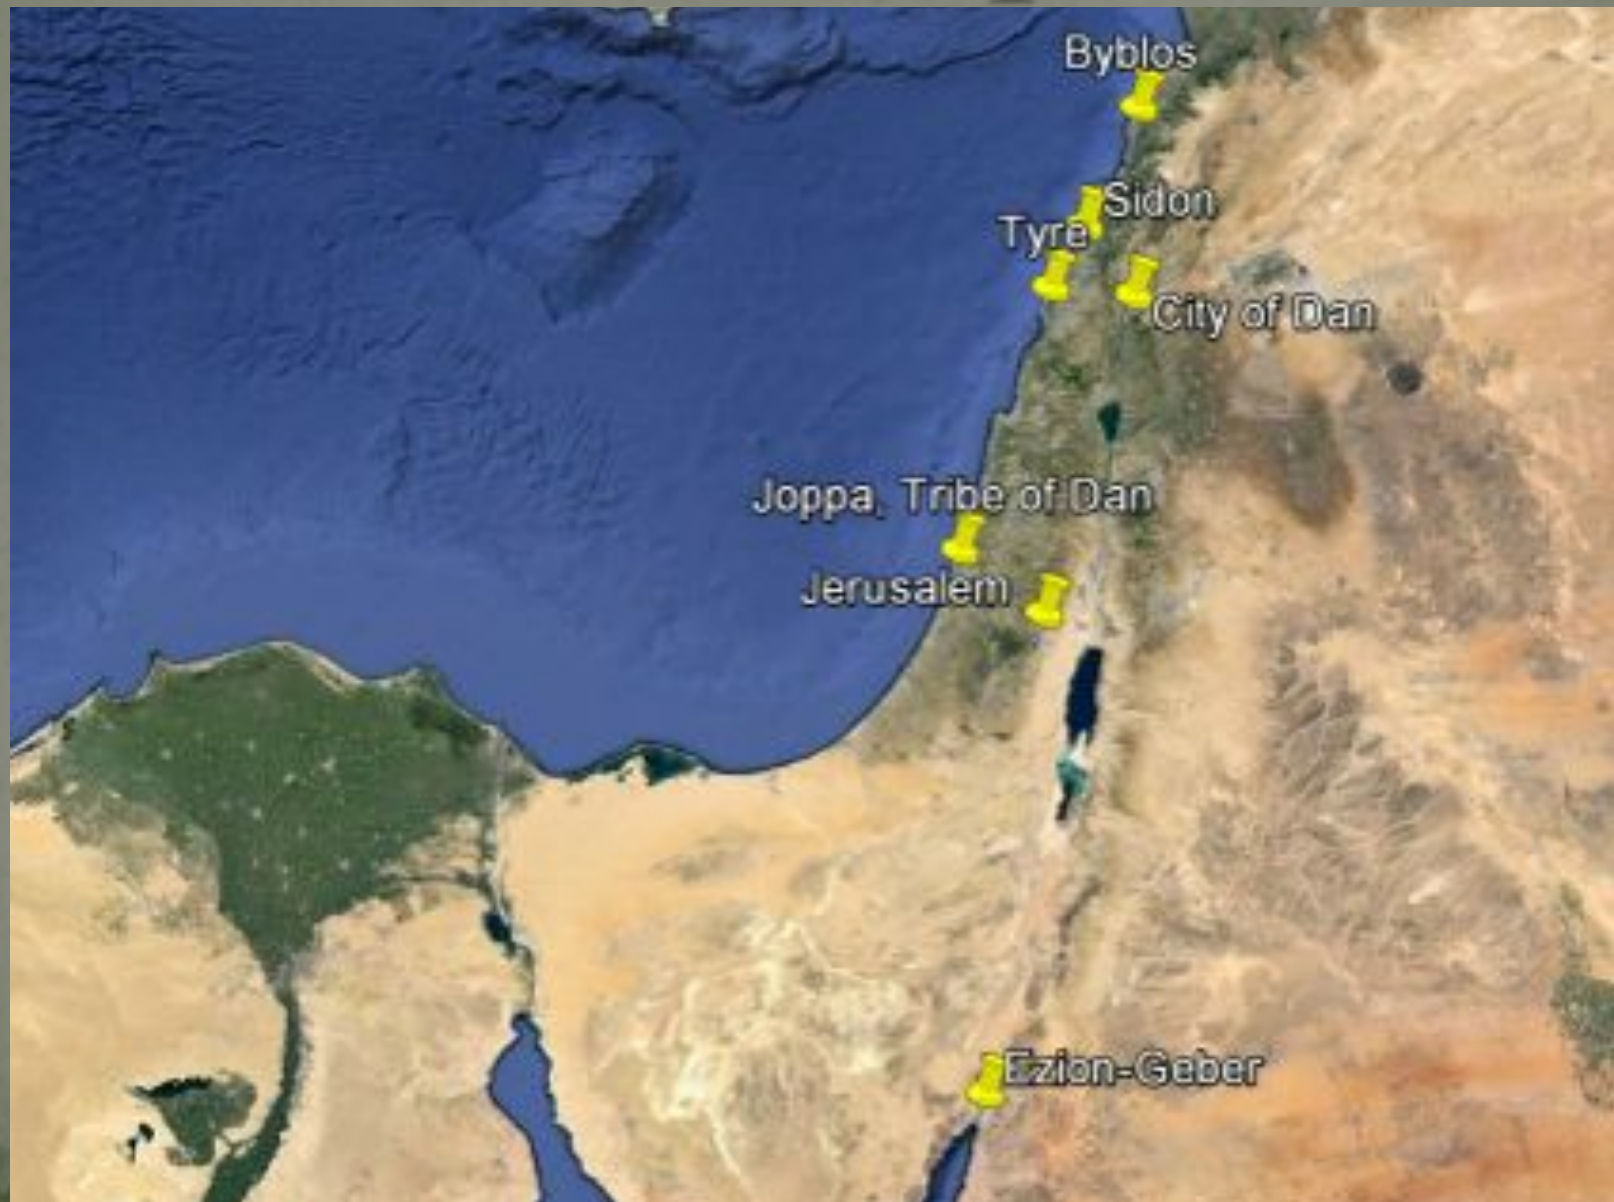 Byblos
Sidon
Tyre
City of Dan
Joppa, Tribe of Dan
Jerusalem
Ezion-Geber